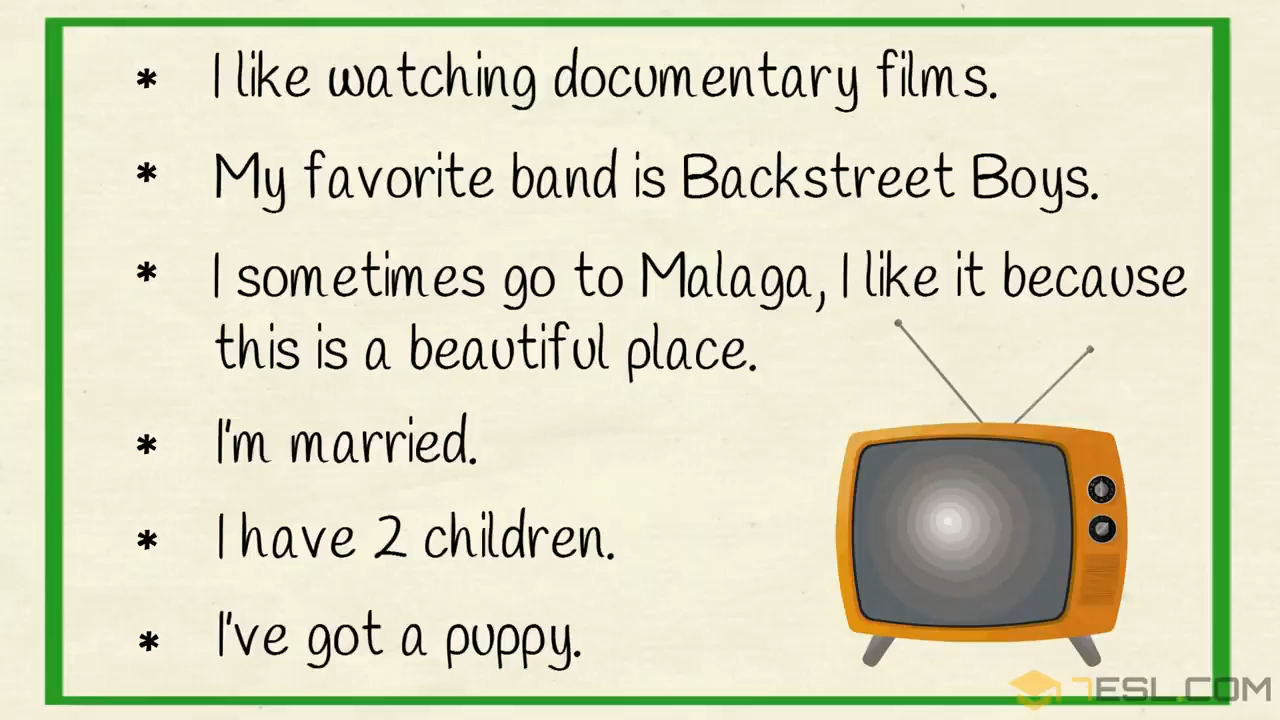 * I like watching documentary films.
* My favorite band is Backstreet Boys.
* I sometimes go to Malaga, I like it because
this is a beautiful place.
* I'm married.
* I have 2 children.
* I've got a puppy.
7ESL.COM